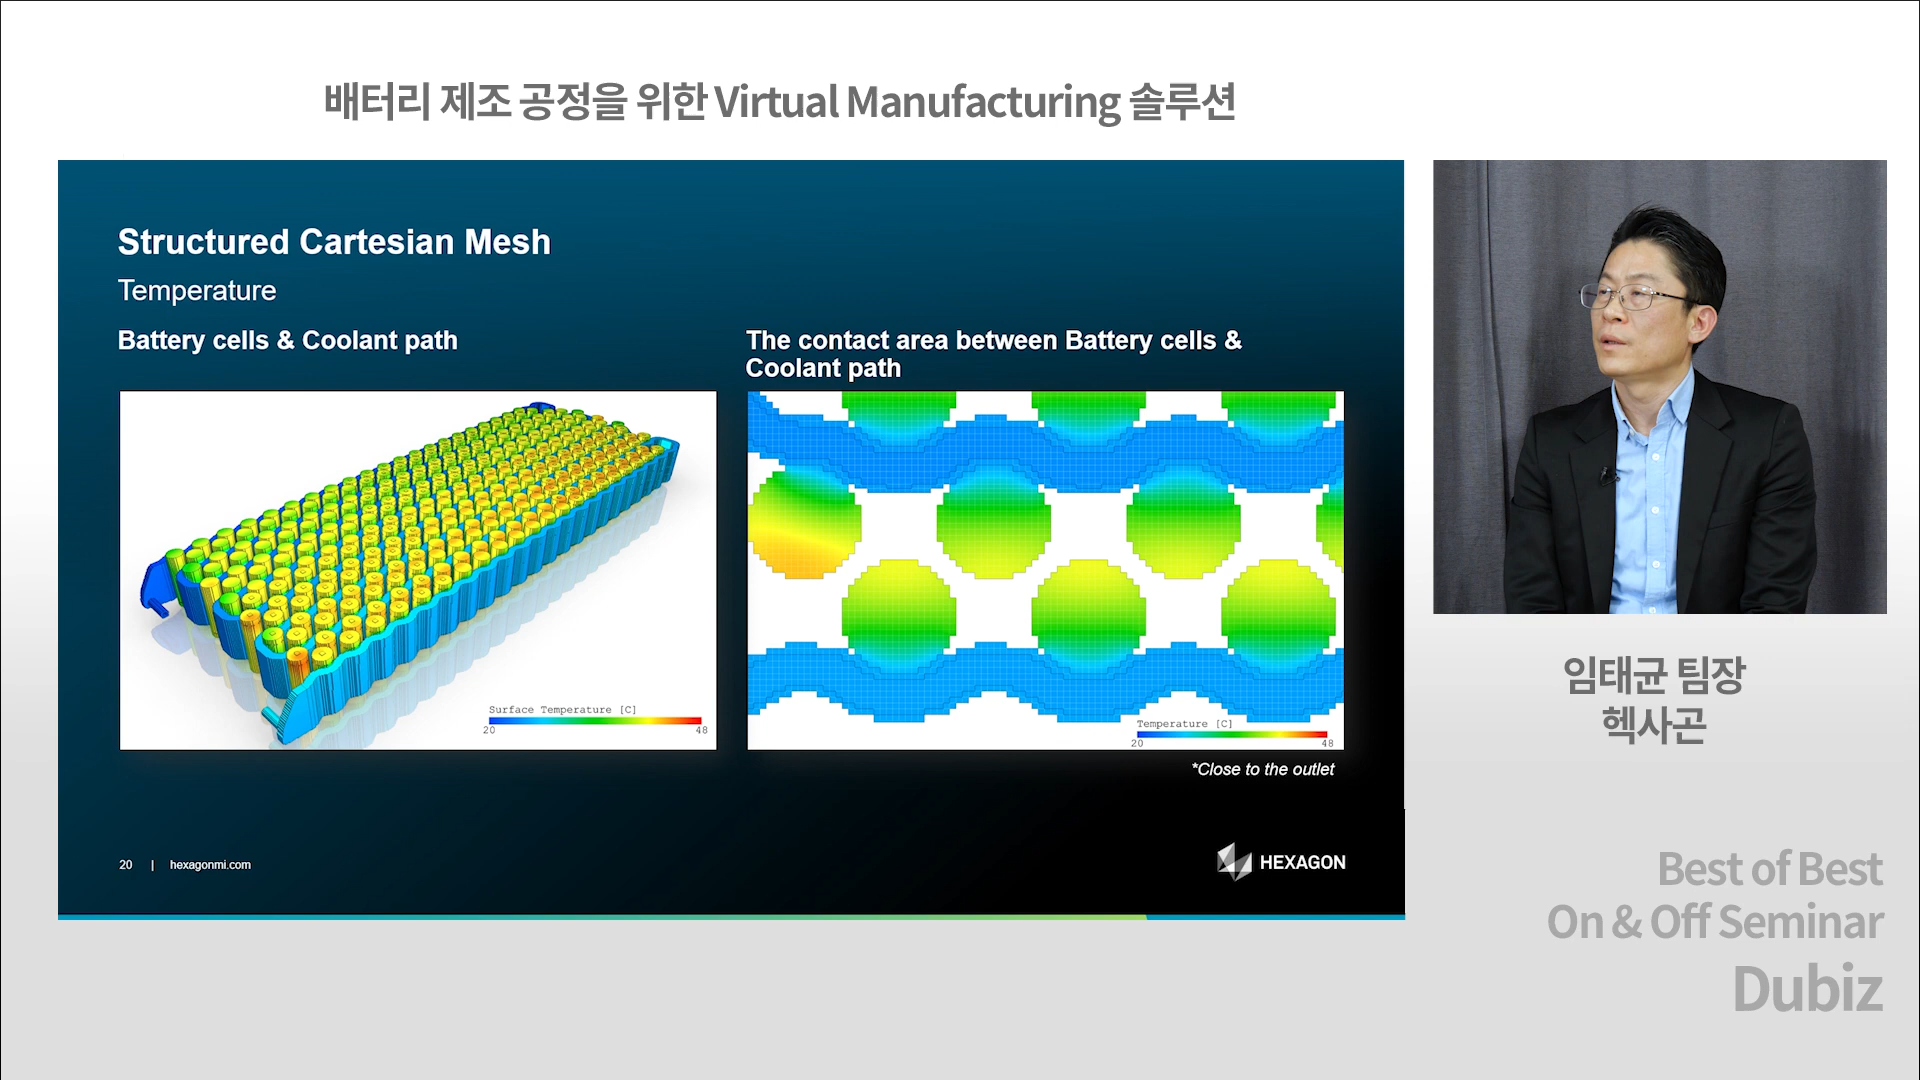 배터리 제조 공정을 위한 Virtual Manufacturing 솔루션
Structured Cartesian Mesh
Temperature
Battery cells & Coolant path
Surface Temperature [C]
20 48
The contact area between Battery cells &
Coolant path
Temperature [C]
20 48
*Close to the outlet
20 | hexagonmi.com
HEXAGON
임태균 팀장
헥사곤
Best of Best
On & Off Seminar
Dubiz